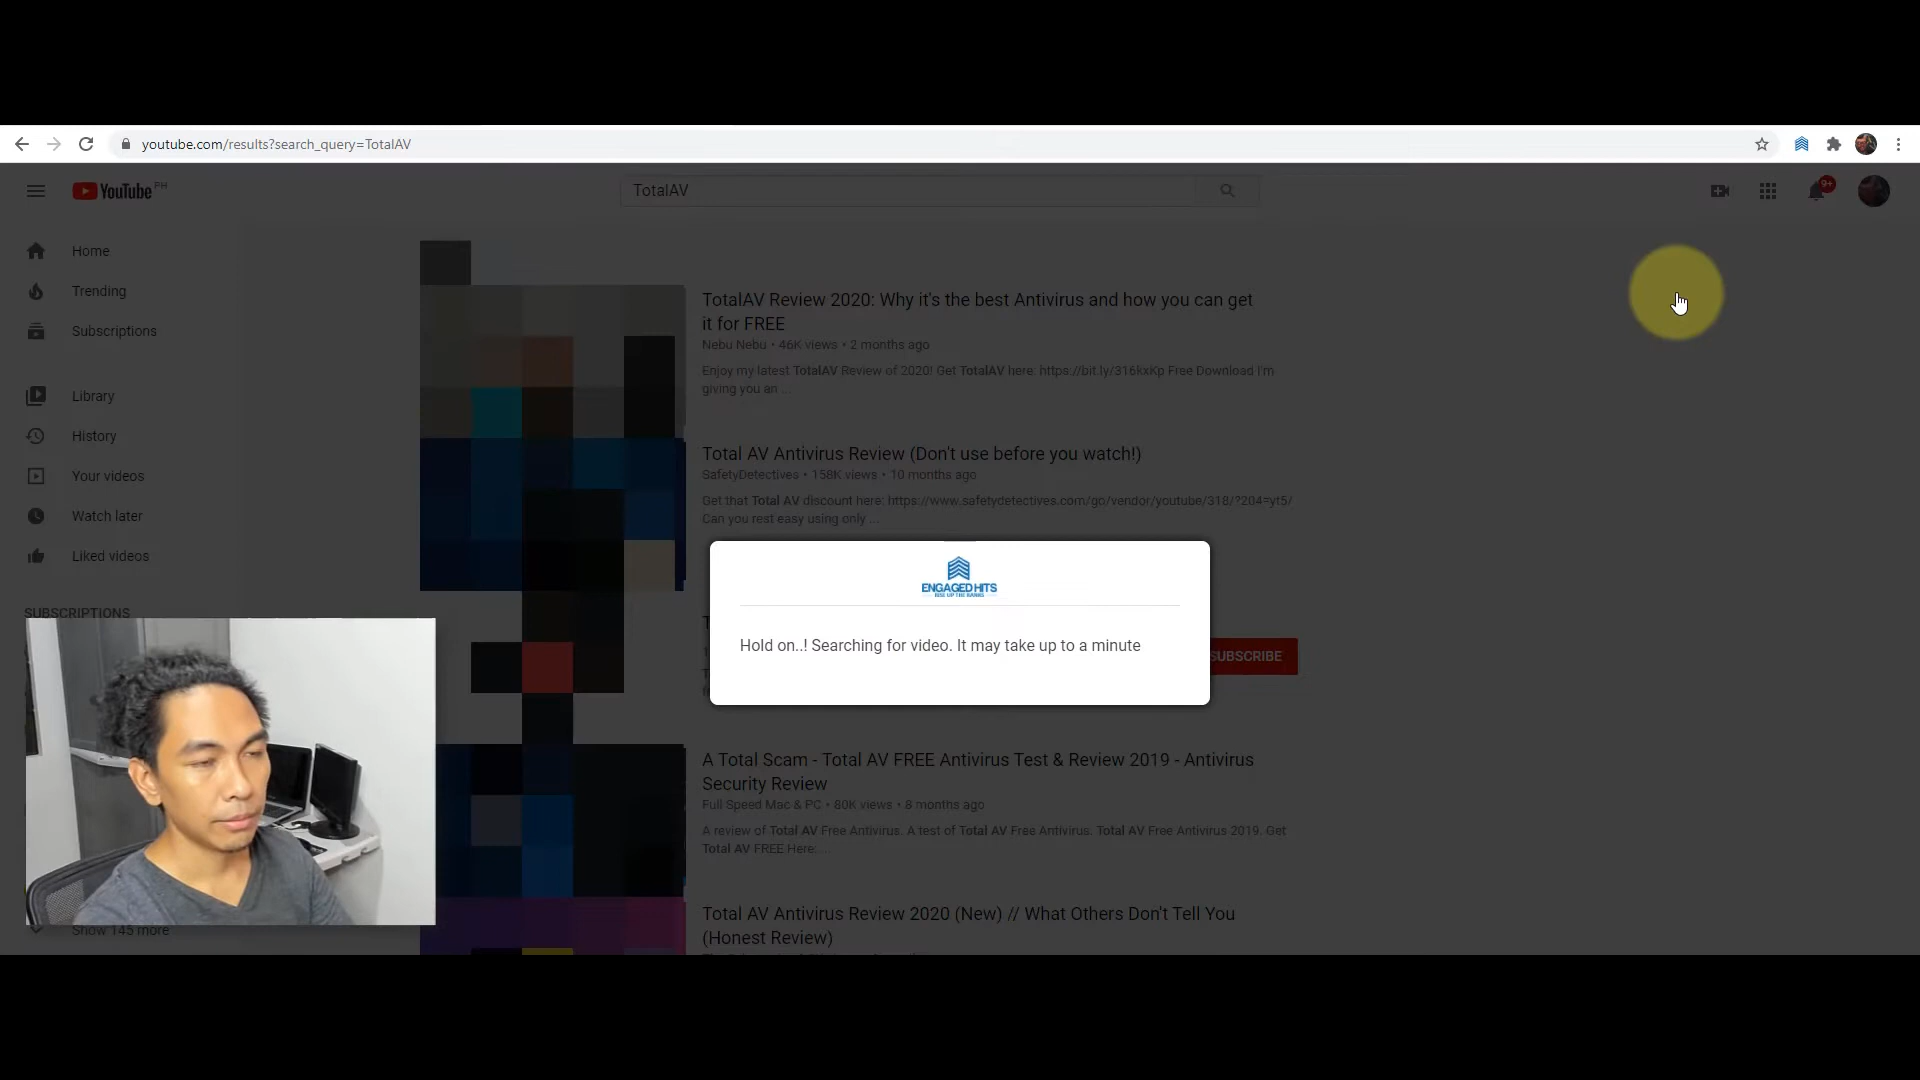 youtube.com/results?search_query=TotalAV
YouTube PH
TotalAV
9+
Home
Trending
Subscriptions
Library
History
Your videos
Watch later
Liked videos
SUBSCRIPTIONS
Show 145 more
TotalAV Review 2020: Why it's the best Antivirus and how you can get
it for FREE
Nebu Nebu • 46K views • 2 months ago
Enjoy my latest TotalAV Review of 2020! Get TotalAV here: https://bit.ly/316kxKp Free Download I'm
giving you an ...
Total AV Antivirus Review (Don't use before you watch!)
SafetyDetectives • 158K views • 10 months ago
Get that Total AV discount here: https://www.safetydetectives.com/go/vendor/youtube/318/?204=yt5/
Can you rest easy using only ...
ENGAGED HITS
RISE UP THE RANKS
Hold on..! Searching for video. It may take up to a minute
SUBSCRIBE
A Total Scam - Total AV FREE Antivirus Test & Review 2019 - Antivirus
Security Review
Full Speed Mac & PC • 80K views • 8 months ago
A review of Total AV Free Antivirus. A test of Total AV Free Antivirus. Total AV Free Antivirus 2019. Get
Total AV FREE Here: ...
Total AV Antivirus Review 2020 (New) // What Others Don't Tell You
(Honest Review)